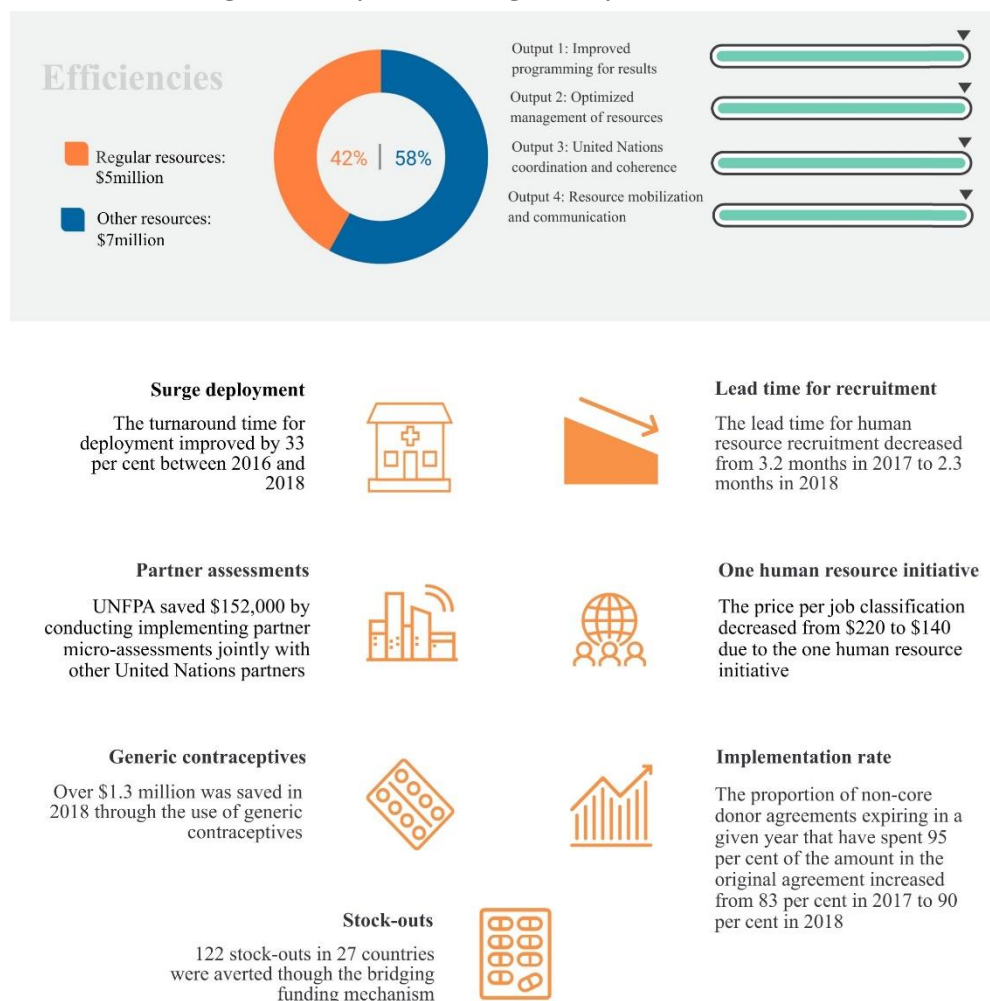 Efficiencies
Regular resources:
$5million
Other resources:
$7million
42% | 58%
Output 1: Improved
programming for results
Output 2: Optimized
management of resources
Output 3: United Nations
coordination and coherence
Output 4: Resource mobilization
and communication
Surge deployment
The turnaround time for
deployment improved by 33
per cent between 2016 and
2018
Lead time for recruitment
The lead time for human
resource recruitment decreased
from 3.2 months in 2017 to 2.3
months in 2018
Partner assessments
UNFPA saved $152,000 by
conducting implementing partner
micro-assessments jointly with
other United Nations partners
One human resource initiative
The price per job classification
decreased from $220 to $140
due to the one human resource
initiative
Generic contraceptives
Over $1.3 million was saved in
2018 through the use of generic
contraceptives
Implementation rate
The proportion of non-core
donor agreements expiring in a
given year that have spent 95
per cent of the amount in the
original agreement increased
from 83 per cent in 2017 to 90
per cent in 2018
Stock-outs
122 stock-outs in 27 countries
were averted though the bridging
funding mechanism